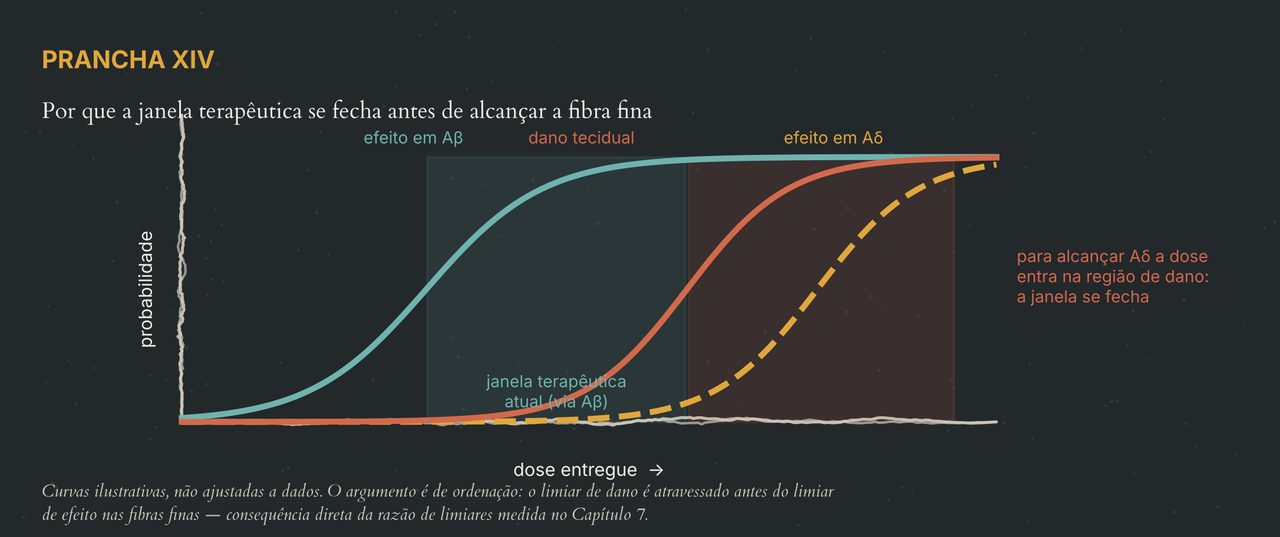 PRANCHA XIV
Por que a janela terapêutica se fecha antes de alcançar a fibra fina
efeito em Aβ
dano tecidual
efeito em Aδ
probabilidade
para alcançar Aδ a dose
entra na região de dano:
a janela se fecha
janela terapêutica
atual (via Aβ)
dose entregue →
Curvas ilustrativas, não ajustadas a dados. O argumento é de ordenação: o limiar de dano é atravessado antes do limiar
de efeito nas fibras finas — consequência direta da razão de limiares medida no Capítulo 7.